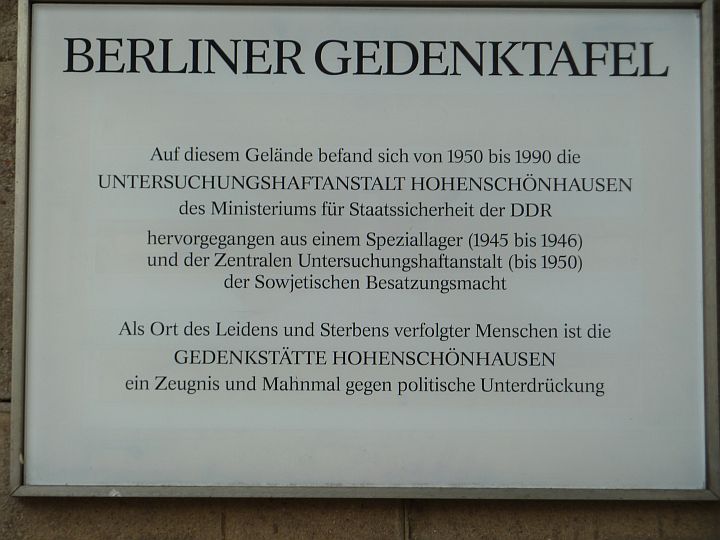 BERLINER GEDENKTAFEL
Auf diesem Gelände befand sich von 1950 bis 1990 die
UNTERSUCHUNGSHAFTANSTALT HOHENSCHÖNHAUSEN
des Ministeriums für Staatssicherheit der DDR
hervorgegangen aus einem Speziallager (1945 bis 1946)
und der Zentralen Untersuchungshaftanstalt (bis 1950)
der Sowjetischen Besatzungsmacht
Als Ort des Leidens und Sterbens verfolgter Menschen ist die
GEDENKSTÄTTE HOHENSCHÖNHAUSEN
ein Zeugnis und Mahnmal gegen politische Unterdrückung